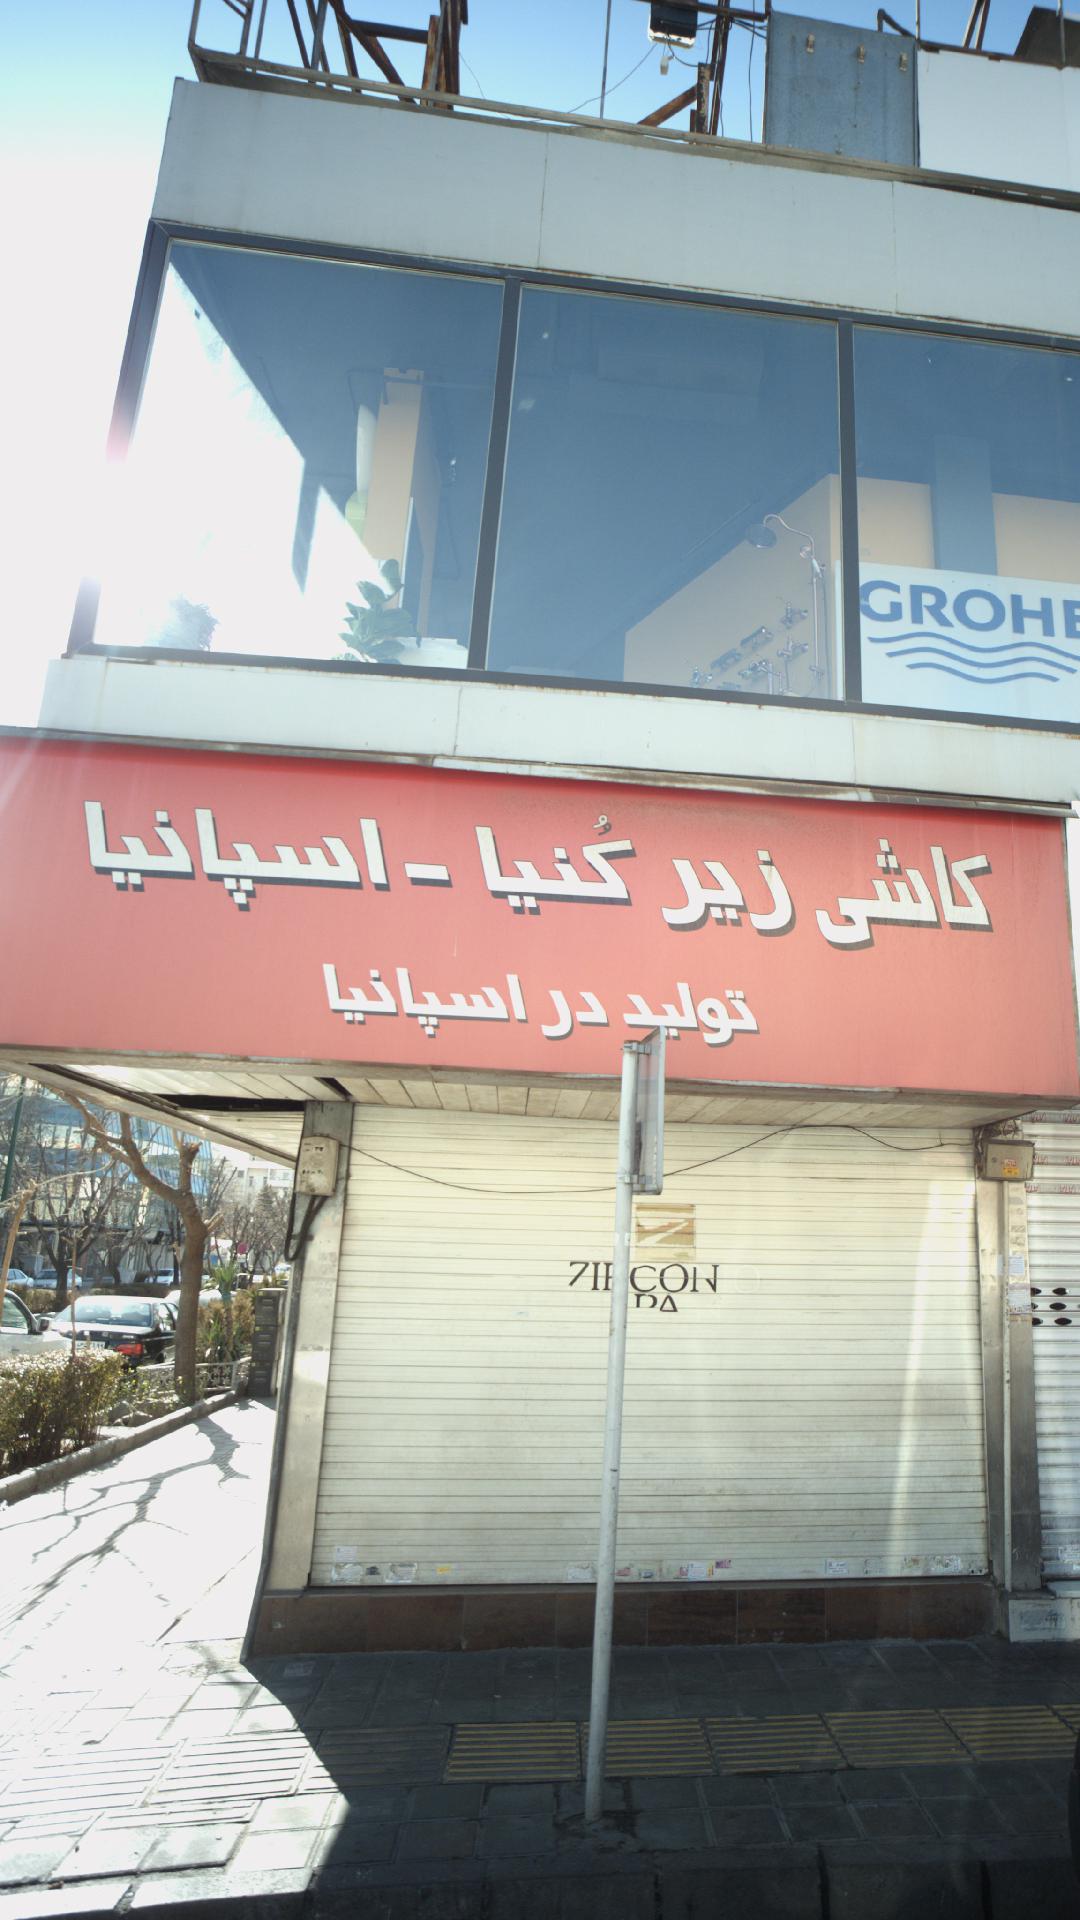 GROHE
کاشی زیر کُنیا - اسپانیا
تولید در اسپانیا